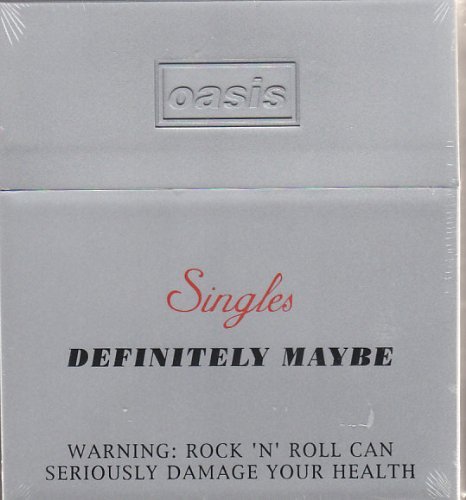 oasis
Singles
DEFINITELY MAYBE
WARNING: ROCK 'N' ROLL CAN
SERIOUSLY DAMAGE YOUR HEALTH